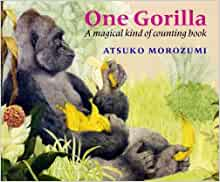 One Gorilla
A magical kind of counting book
ATSUKO MOROZUMI